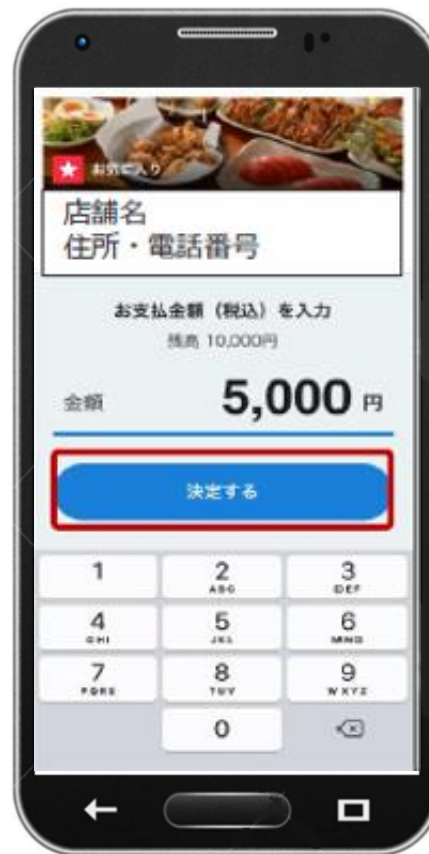 お気に入り
店舗名
住所・電話番号
お支払金額（税込）を入力
残高 10,000円
金額 5,000 円
決定する
1 2 3
ABC DEF
4 5 6
GHI JKL MNO
7 8 9
PQRS TUV WXYZ
0